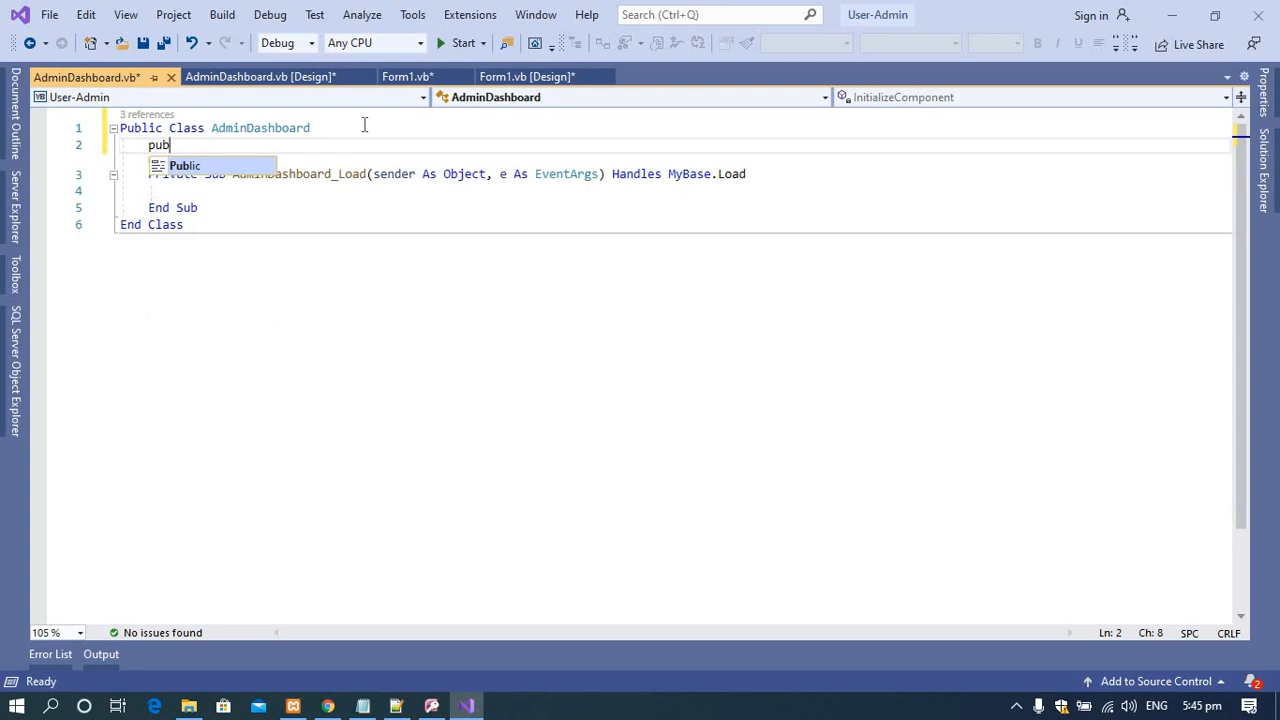 File Edit View Project Build Debug Test Analyze Tools Extensions Window Help Search (Ctrl+Q) User-Admin Sign in
Debug Any CPU Start Live Share
AdminDashboard.vb* AdminDashboard.vb [Design]* Form1.vb* Form1.vb [Design]*
VB User-Admin AdminDashboard InitializeComponent
3 references
1 Public Class AdminDashboard
2 pub
Public
3 Private Sub AdminDashboard_Load(sender As Object, e As EventArgs) Handles MyBase.Load
4
5 End Sub
6 End Class
Document Outline
Server Explorer
Toolbox
SQL Server Object Explorer
Properties
Solution Explorer
105 % No issues found Ln: 2 Ch: 8 SPC CRLF
Error List Output
Ready Add to Source Control 2
5:45 pm